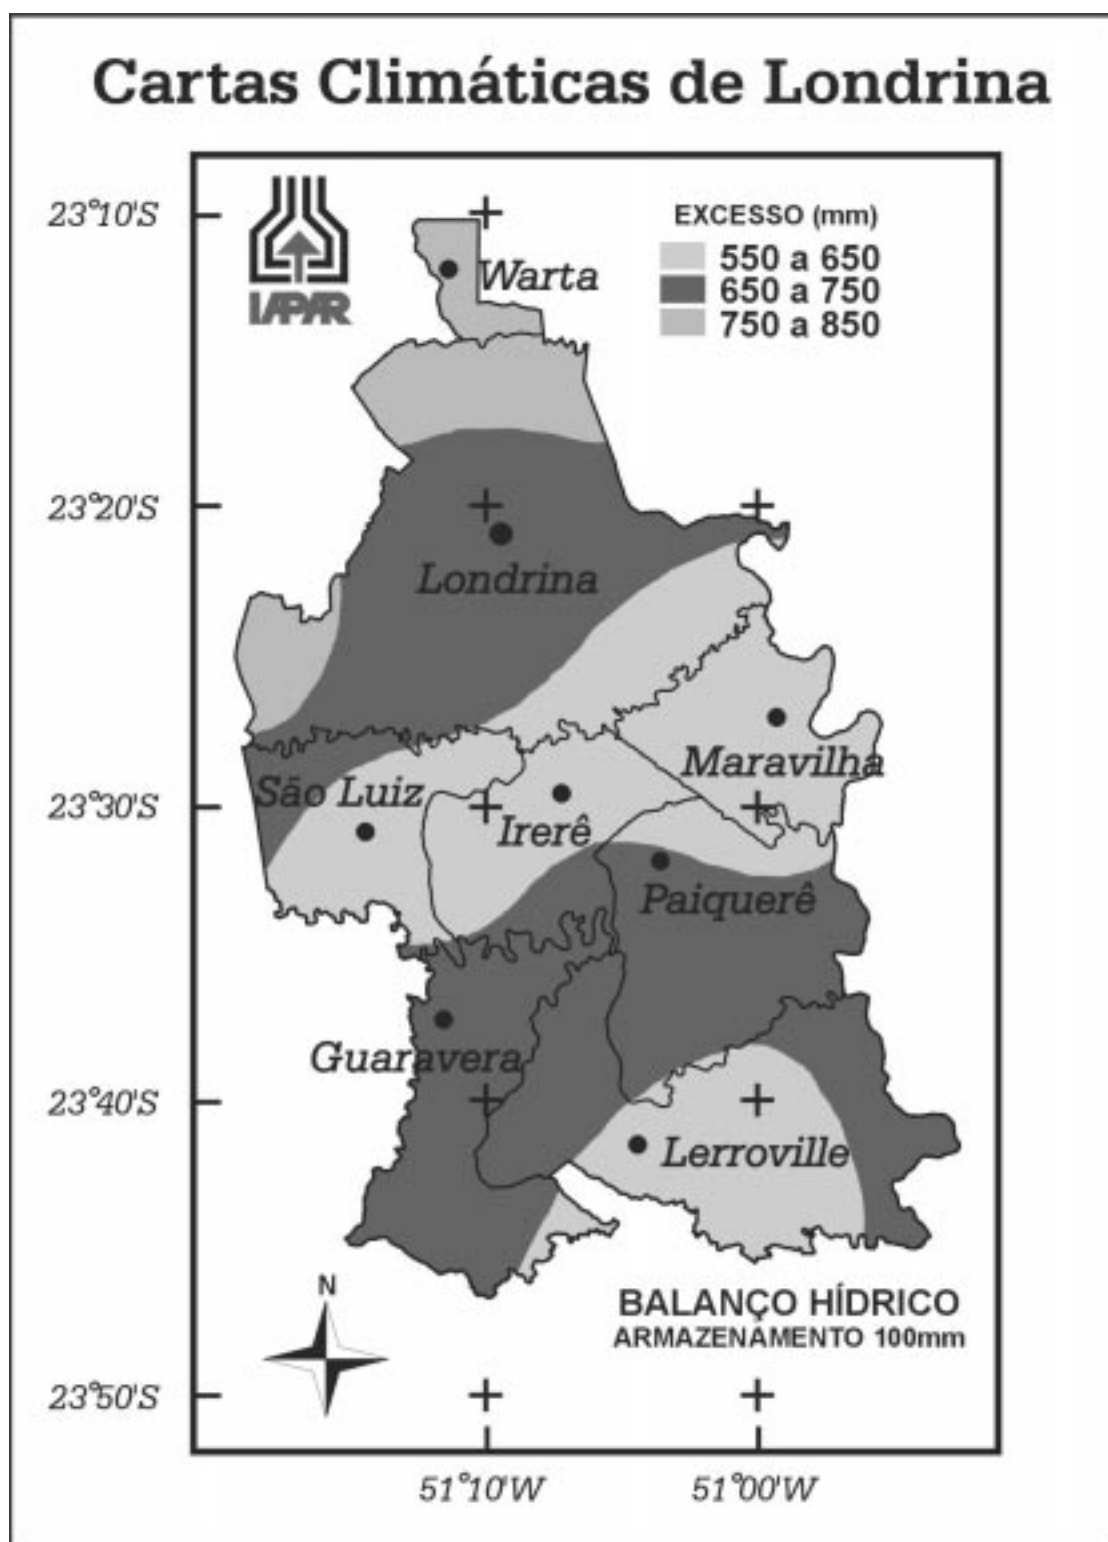 Cartas Climáticas de Londrina
23°10'S
IAPAR
EXCESSO (mm)
550 a 650
650 a 750
750 a 850
Warta
23°20'S
Londrina
Maravilha
São Luiz
23°30'S
Irerê
Paiquerê
Guaravera
23°40'S
Lerroville
N
BALANÇO HÍDRICO
ARMAZENAMENTO 100mm
23°50'S
51°10'W
51°00'W